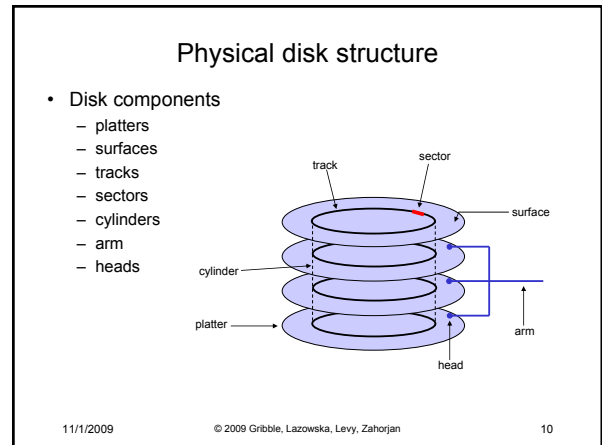 Physical disk structure
• Disk components
– platters
– surfaces
– tracks
– sectors
– cylinders
– arm
– heads
track
sector
surface
cylinder
platter
arm
head
11/1/2009
© 2009 Gribble, Lazowska, Levy, Zahorjan
10